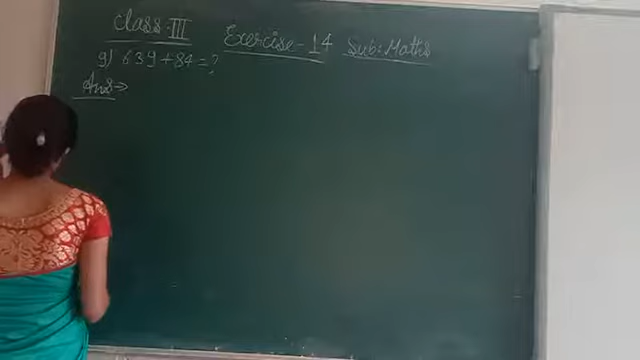 Class-III Exercise-14 Sub: Maths
9) 639+84=?
Ans→